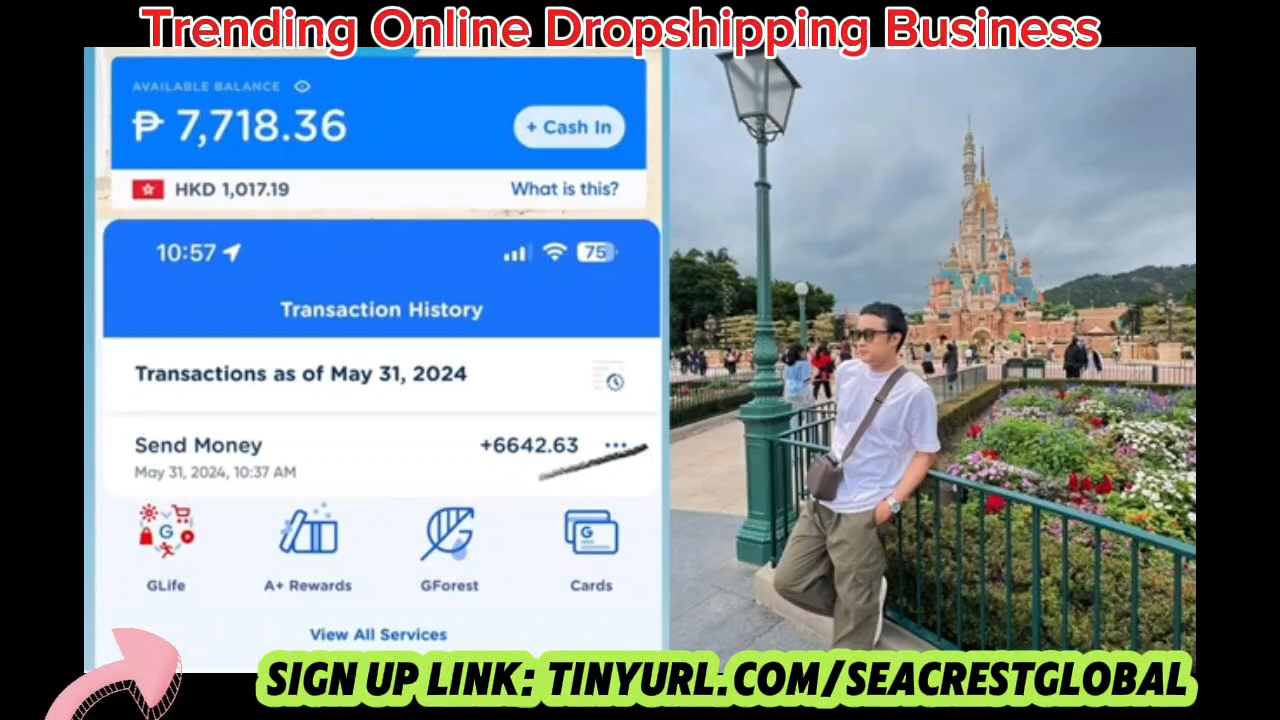 Trending Online Dropshipping Business
AVAILABLE BALANCE
₱ 7,718.36
+ Cash In
HKD 1,017.19
What is this?
10:57
75
Transaction History
Transactions as of May 31, 2024
Send Money
+6642.63
May 31, 2024, 10:37 AM
G
G
GLife
A+ Rewards
GForest
Cards
View All Services
SIGN UP LINK: TINYURL.COM/SEACRESTGLOBAL